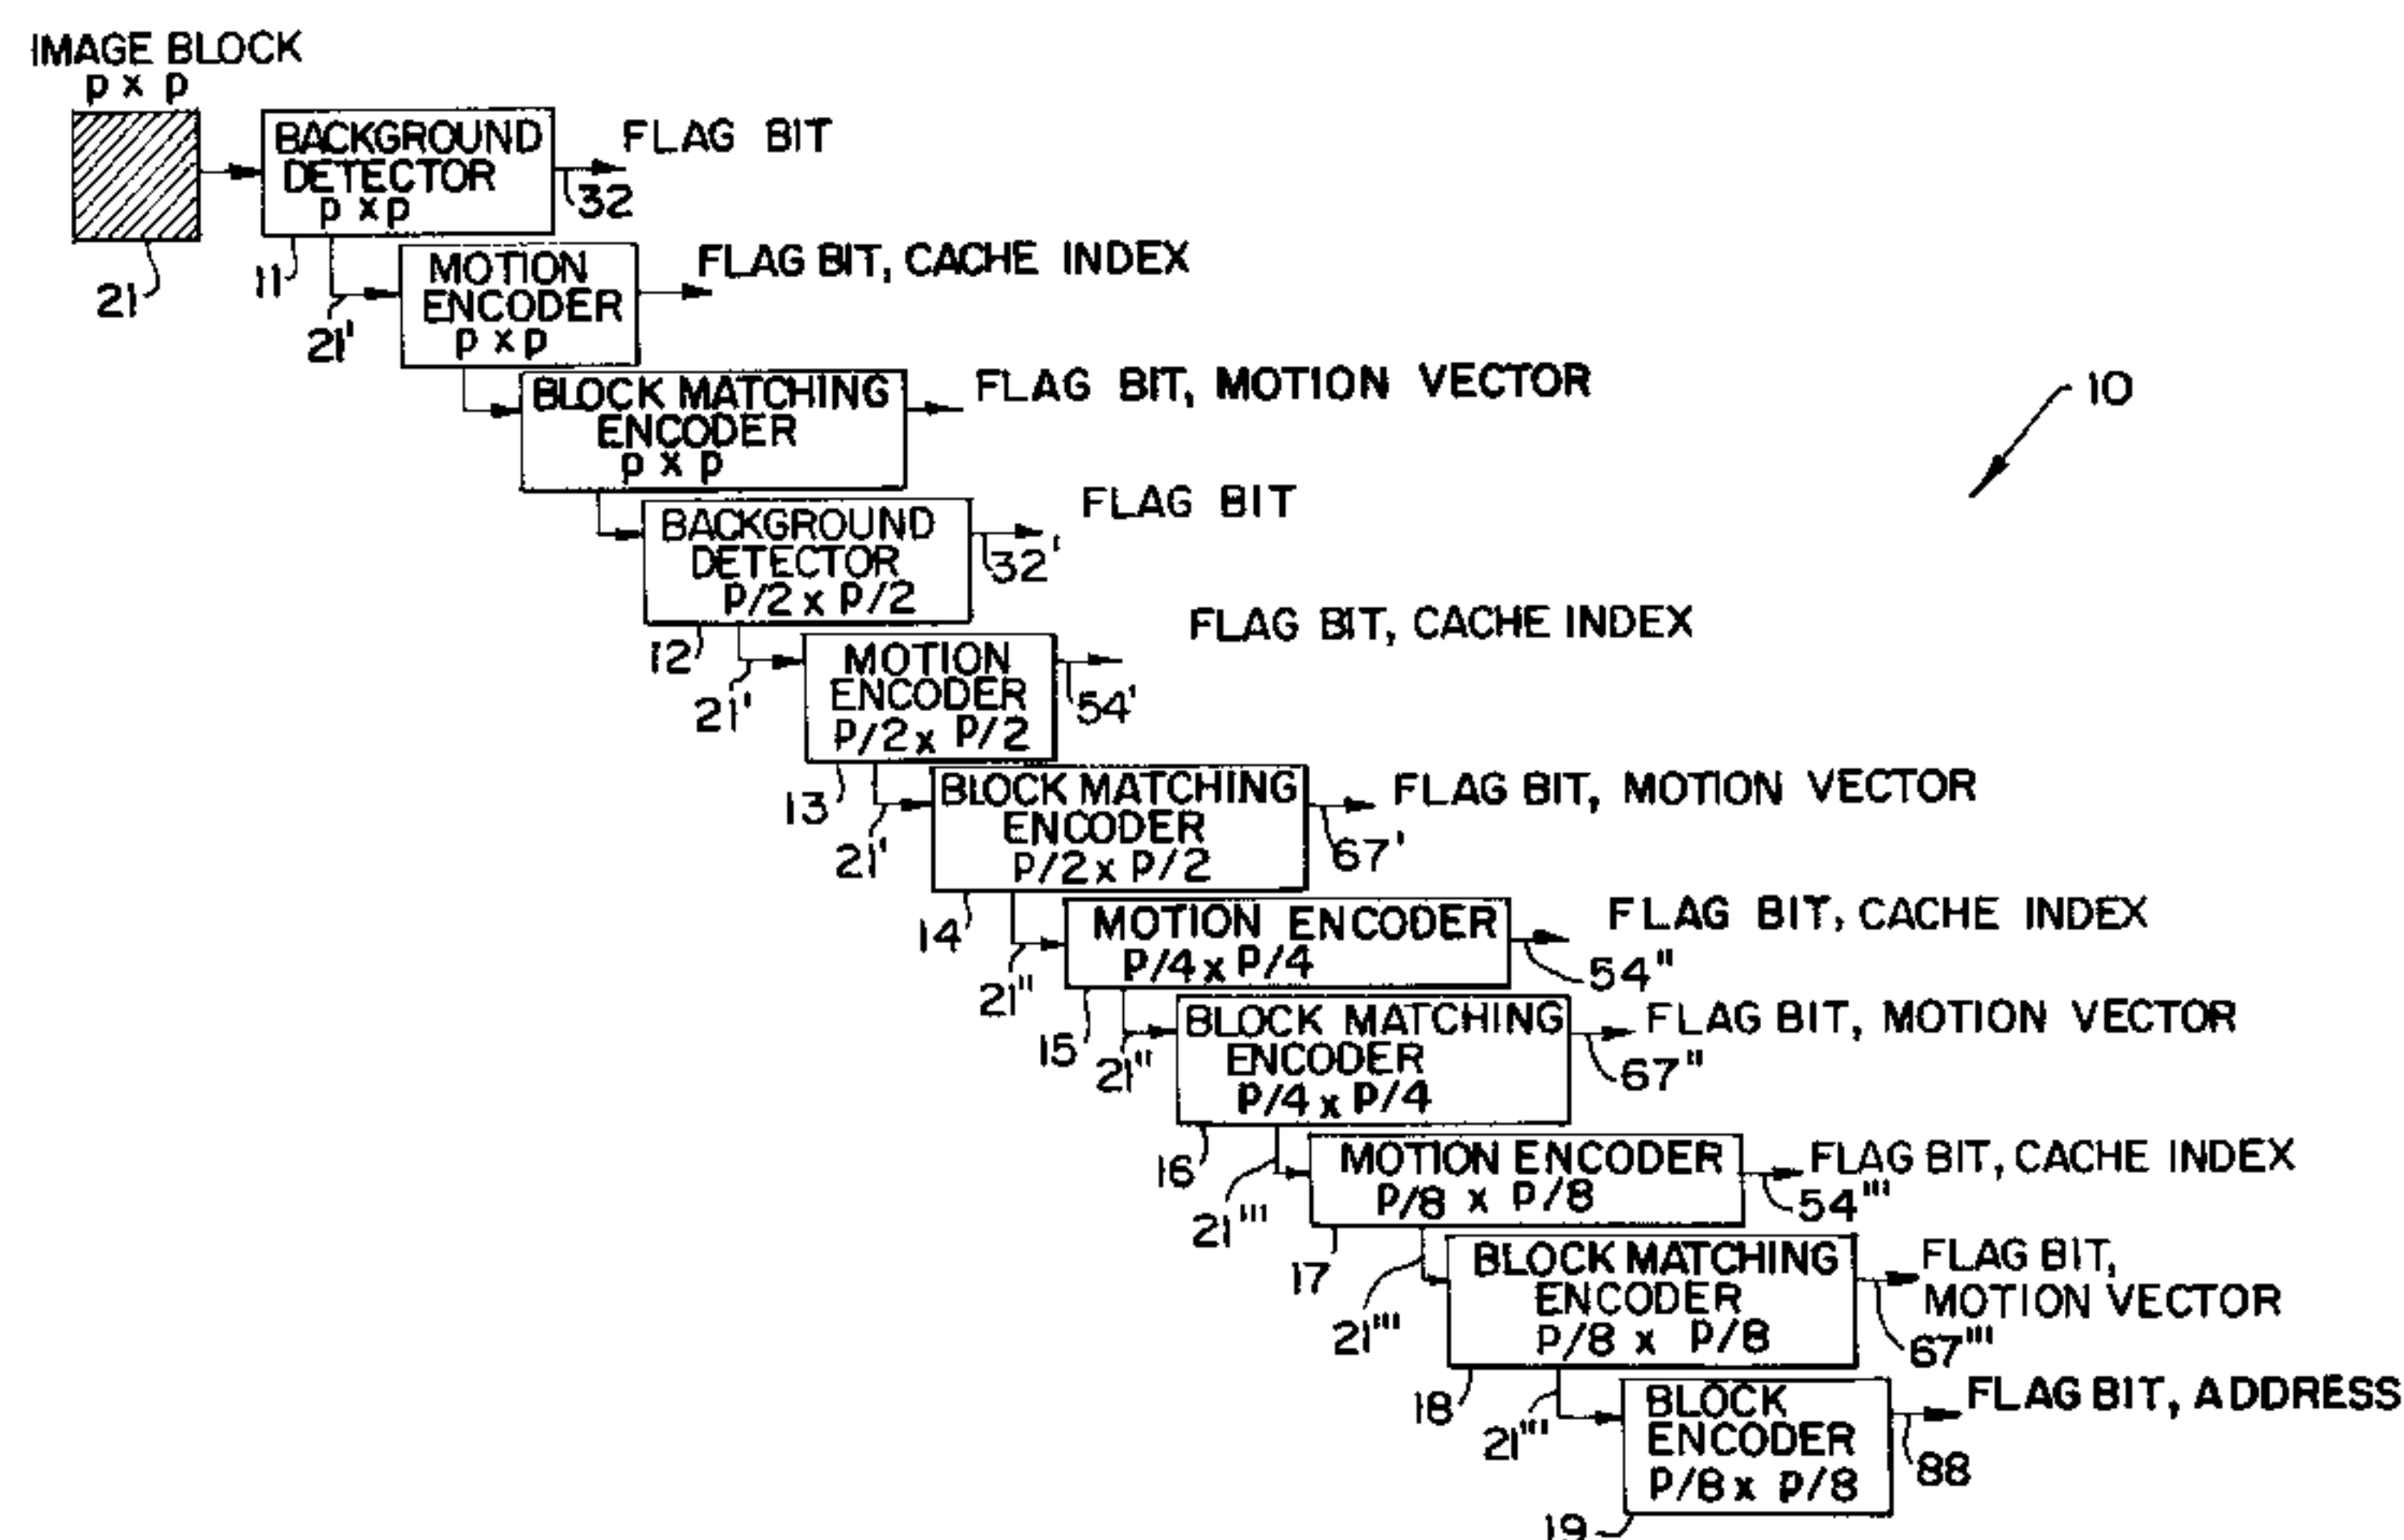 IMAGE BLOCK
p x p
BACKGROUND
DETECTOR
p x p
FLAG BIT
32
21
11
21'
MOTION
ENCODER
p x p
FLAG BIT, CACHE INDEX
BLOCK MATCHING
ENCODER
p x p
FLAG BIT, MOTION VECTOR
10
BACKGROUND
DETECTOR
p/2 x p/2
FLAG BIT
32'
12
21'
MOTION
ENCODER
p/2 x p/2
FLAG BIT, CACHE INDEX
54'
13
21'
BLOCK MATCHING
ENCODER
p/2 x p/2
FLAG BIT, MOTION VECTOR
67'
14
21"
MOTION ENCODER
p/4 x p/4
FLAG BIT, CACHE INDEX
54"
15
21"
BLOCK MATCHING
ENCODER
p/4 x p/4
FLAG BIT, MOTION VECTOR
67"
16
21'''
MOTION ENCODER
p/8 x p/8
FLAG BIT, CACHE INDEX
54'''
17
21'''
BLOCK MATCHING
ENCODER
p/8 x p/8
FLAG BIT,
MOTION VECTOR
67'''
18
21'''
BLOCK
ENCODER
p/8 x p/8
FLAG BIT, ADDRESS
88
19